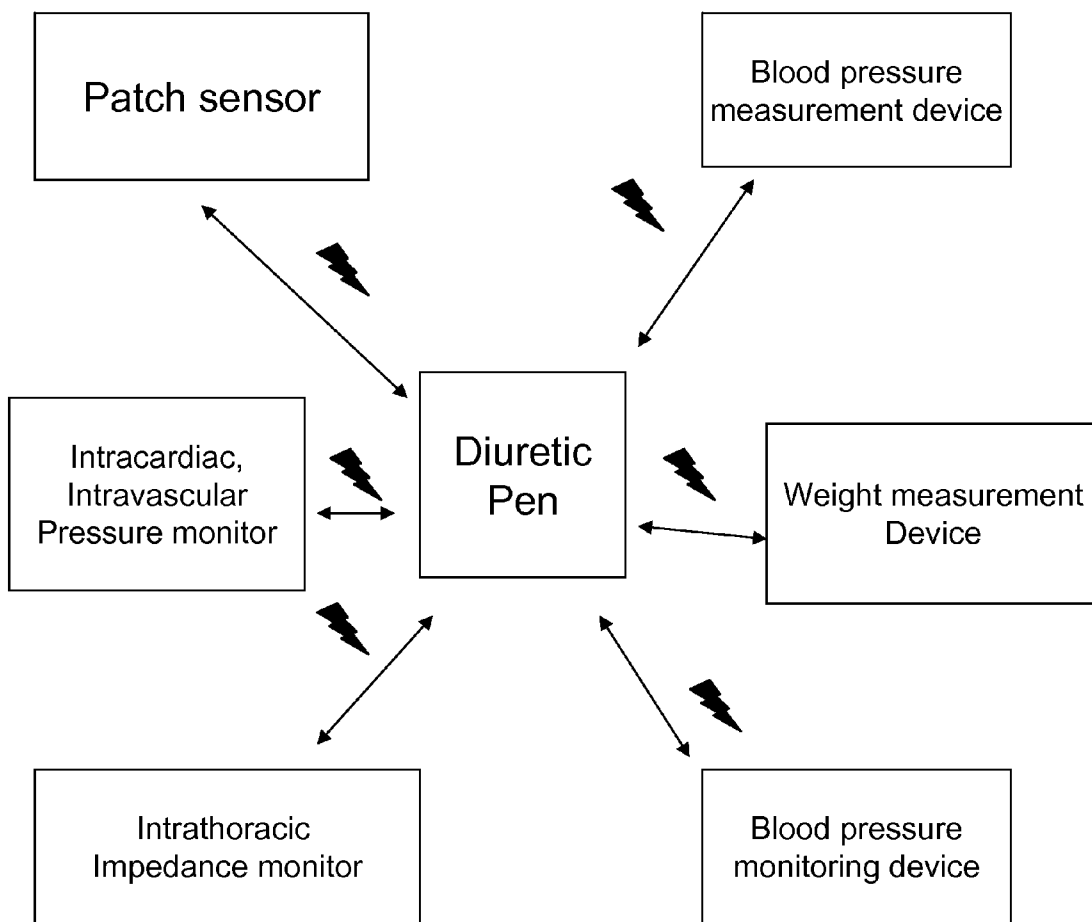 Patch sensor
Blood pressure
measurement device
Intracardiac,
Intravascular
Pressure monitor
Diuretic
Pen
Weight measurement
Device
Intrathoracic
Impedance monitor
Blood pressure
monitoring device